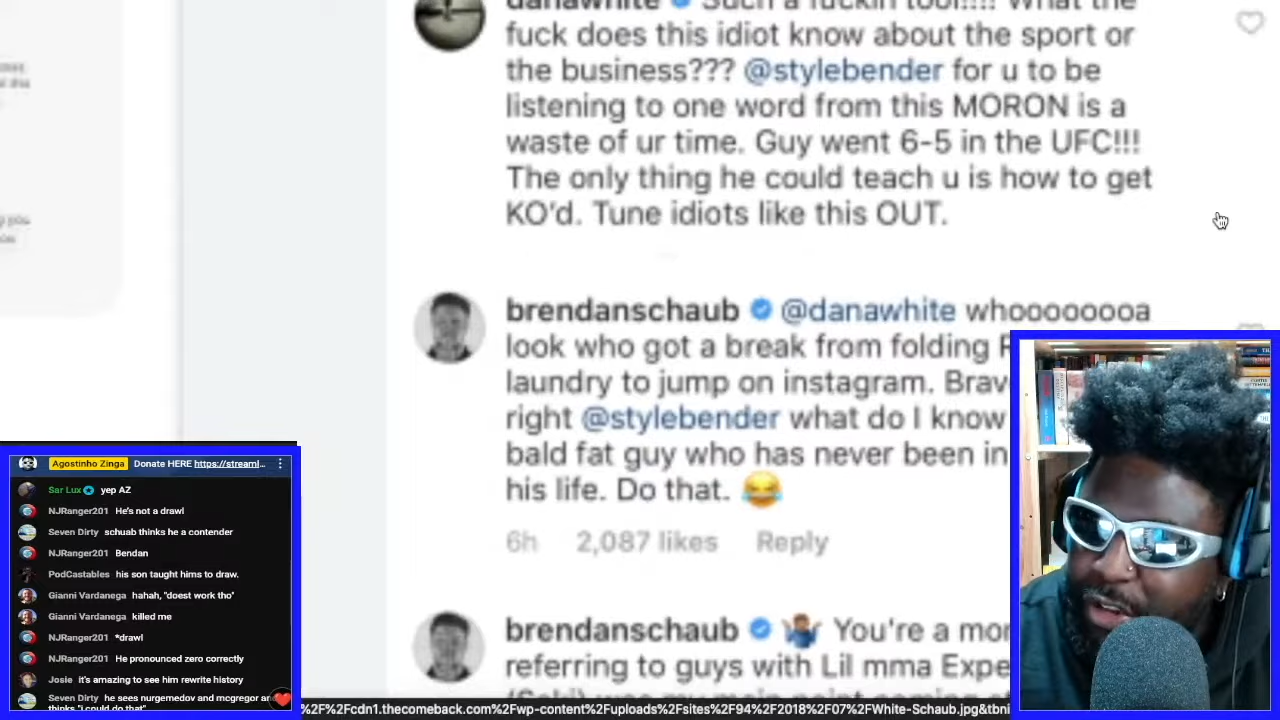 danawhite Such a fuckin tool!!!! What the
fuck does this idiot know about the sport or
the business??? @stylebender for u to be
listening to one word from this MORON is a
waste of ur time. Guy went 6-5 in the UFC!!!
The only thing he could teach u is how to get
KO'd. Tune idiots like this OUT.
brendanschaub @danawhite whoooooooa
look who got a break from folding
laundry to jump on instagram.
right @stylebender what do I know
bald fat guy who has never been in
his life. Do that. 😂
6h 2,087 likes Reply
brendanschaub 🤷🏽‍♂️ You're a
referring to guys with Lil mma
Agostinho Zinga Donate HERE https://streaml...
Sar Lux yep AZ
NJRanger201 He's not a draw!
Seven Dirty schuab thinks he a contender
NJRanger201 Bendan
PodCastables his son taught hims to draw.
Gianni Vardanega hahah, "doest work tho"
Gianni Vardanega killed me
NJRanger201 *draw!
NJRanger201 He pronounced zero correctly
Josie it's amazing to see him rewrite history
Seven Dirty he sees nurgemedov and mcgregor
thinks "i could do that"
%2F%2Fcdn1.thecomeback.com%2Fwp-content%2Fuploads%2Fsites%2F94%2F2018%2F07%2FWhite-Schaub.jpg&tbni